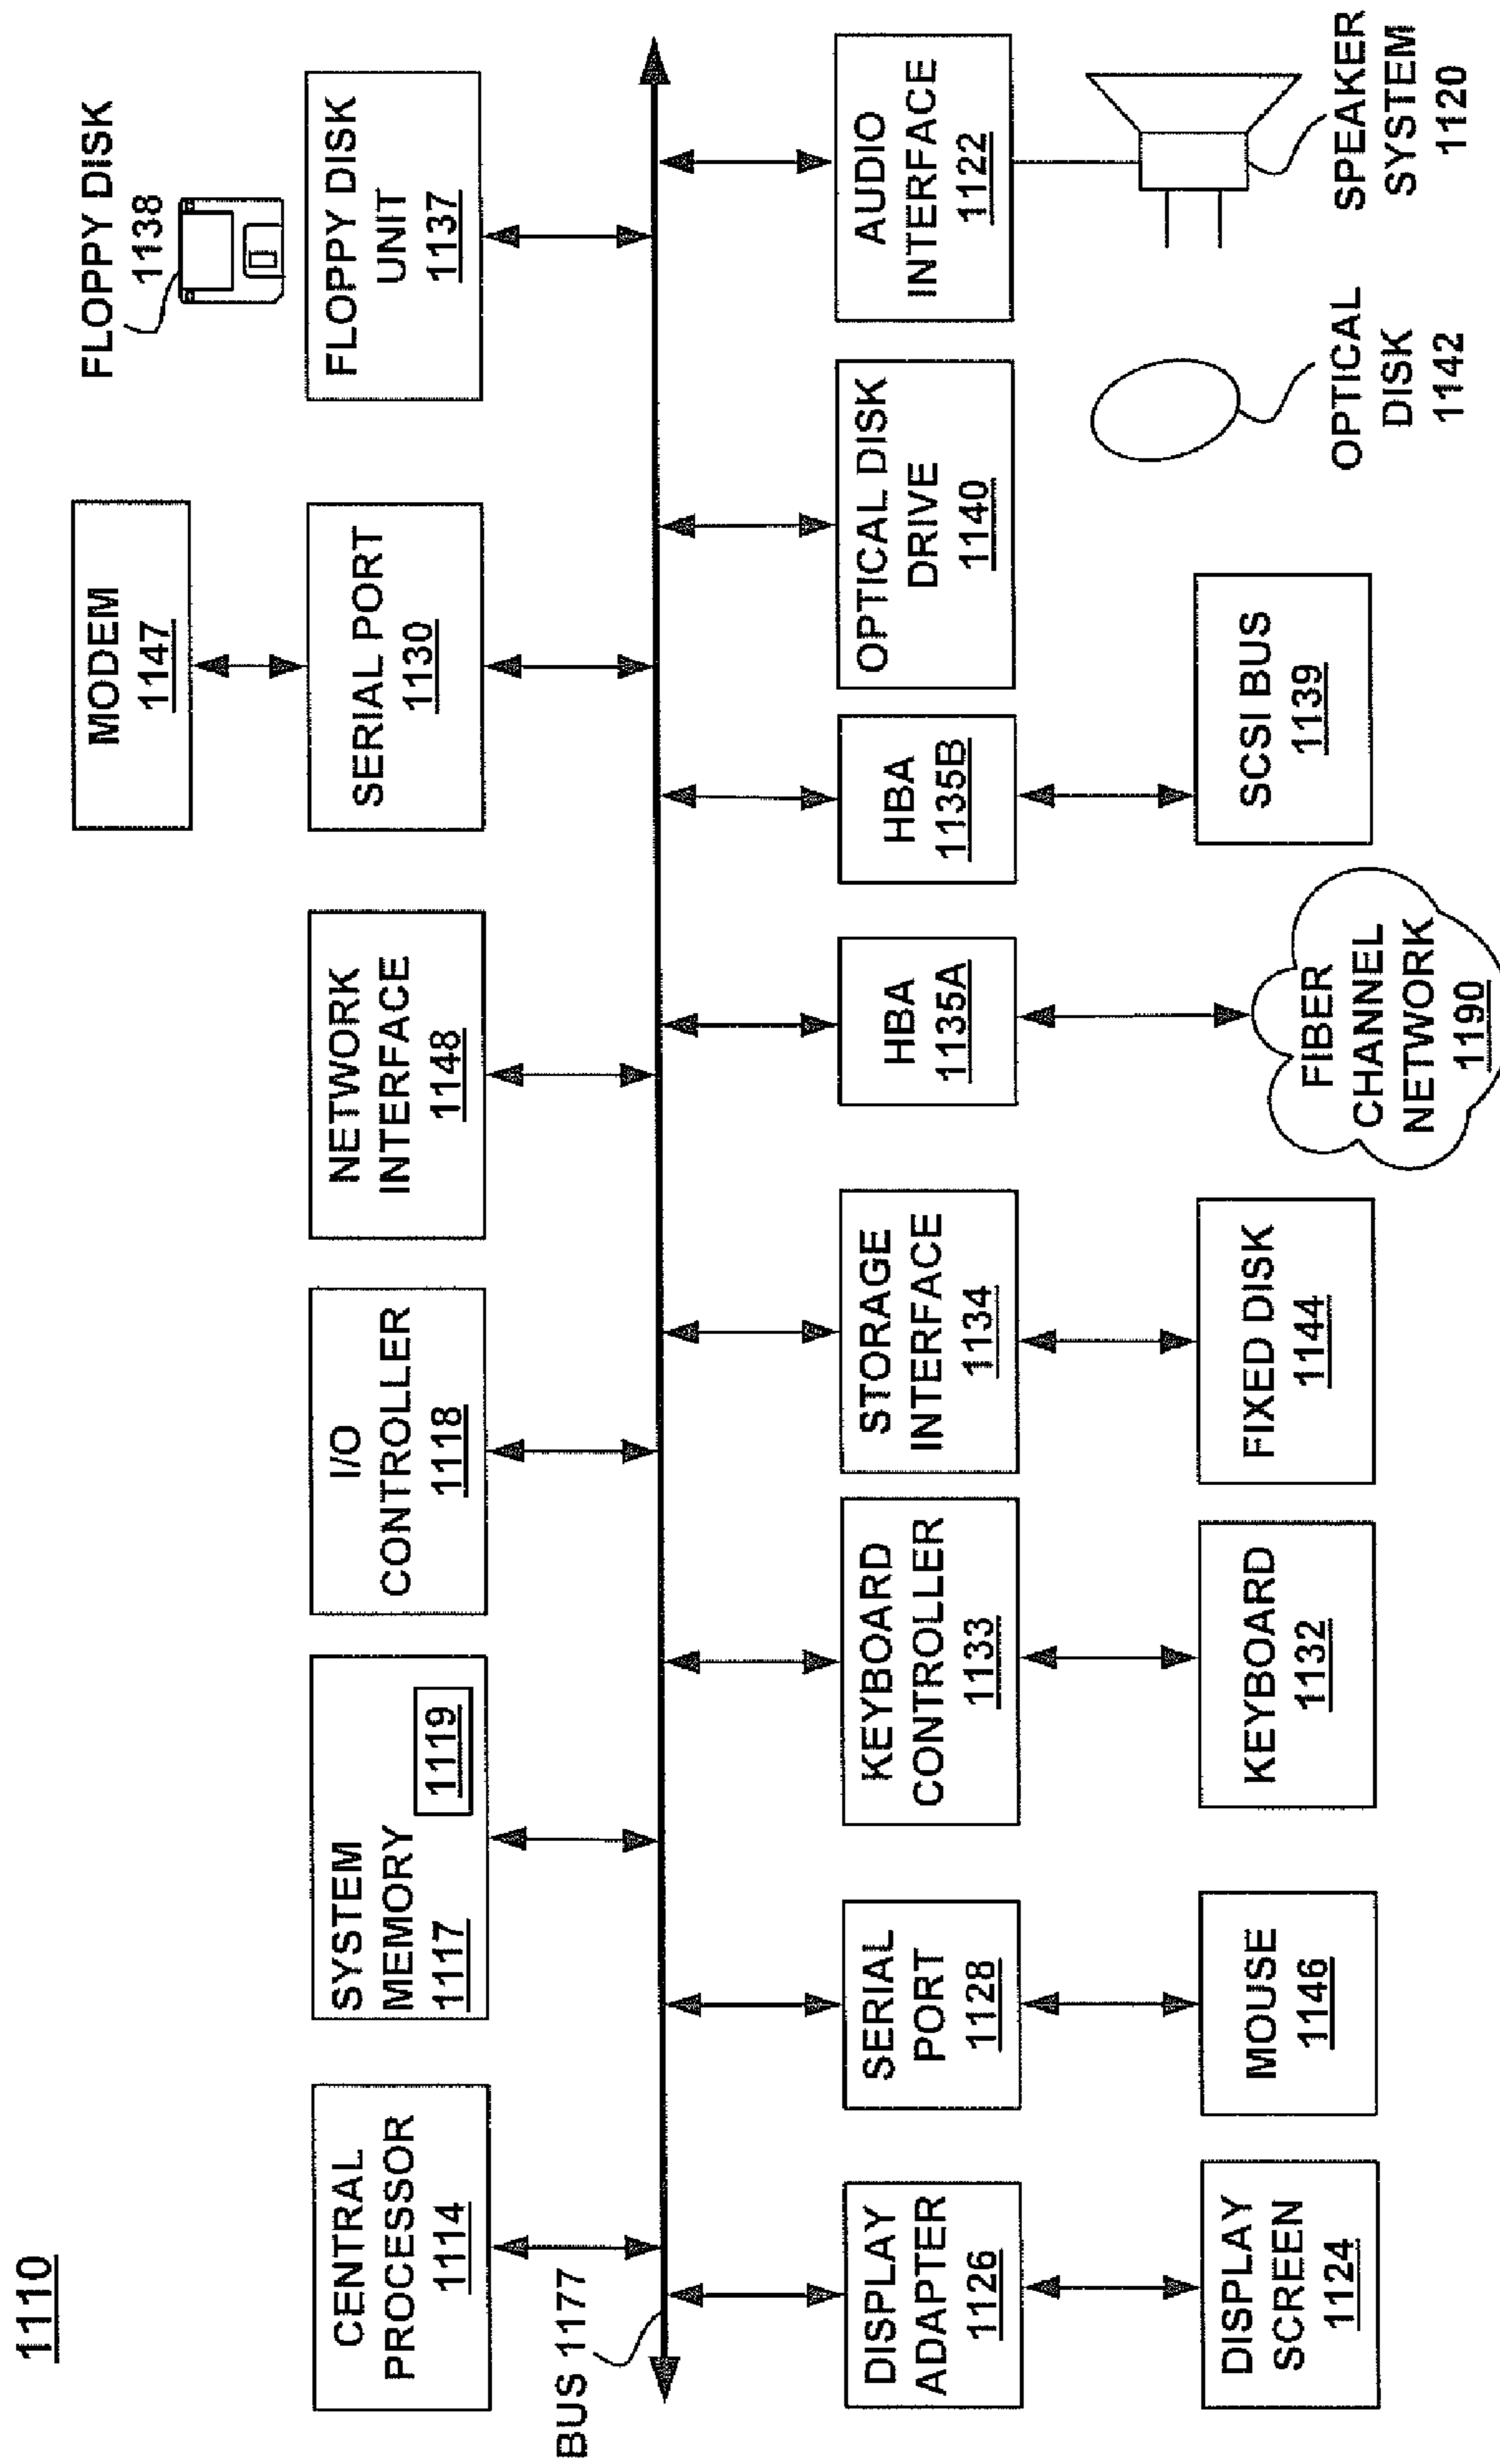 1110
CENTRAL
PROCESSOR
1114
SYSTEM
MEMORY
1117
1119
I/O
CONTROLLER
1118
NETWORK
INTERFACE
1148
MODEM
1147
SERIAL PORT
1130
FLOPPY DISK
1138
FLOPPY DISK
UNIT
1137
BUS 1177
DISPLAY
ADAPTER
1126
SERIAL
PORT
1128
KEYBOARD
CONTROLLER
1133
STORAGE
INTERFACE
1134
HBA
1135A
HBA
1135B
OPTICAL DISK
DRIVE
1140
AUDIO
INTERFACE
1122
DISPLAY
SCREEN
1124
MOUSE
1146
KEYBOARD
1132
FIXED DISK
1144
FIBER
CHANNEL
NETWORK
1190
SCSI BUS
1139
OPTICAL
DISK
1142
SPEAKER
SYSTEM
1120